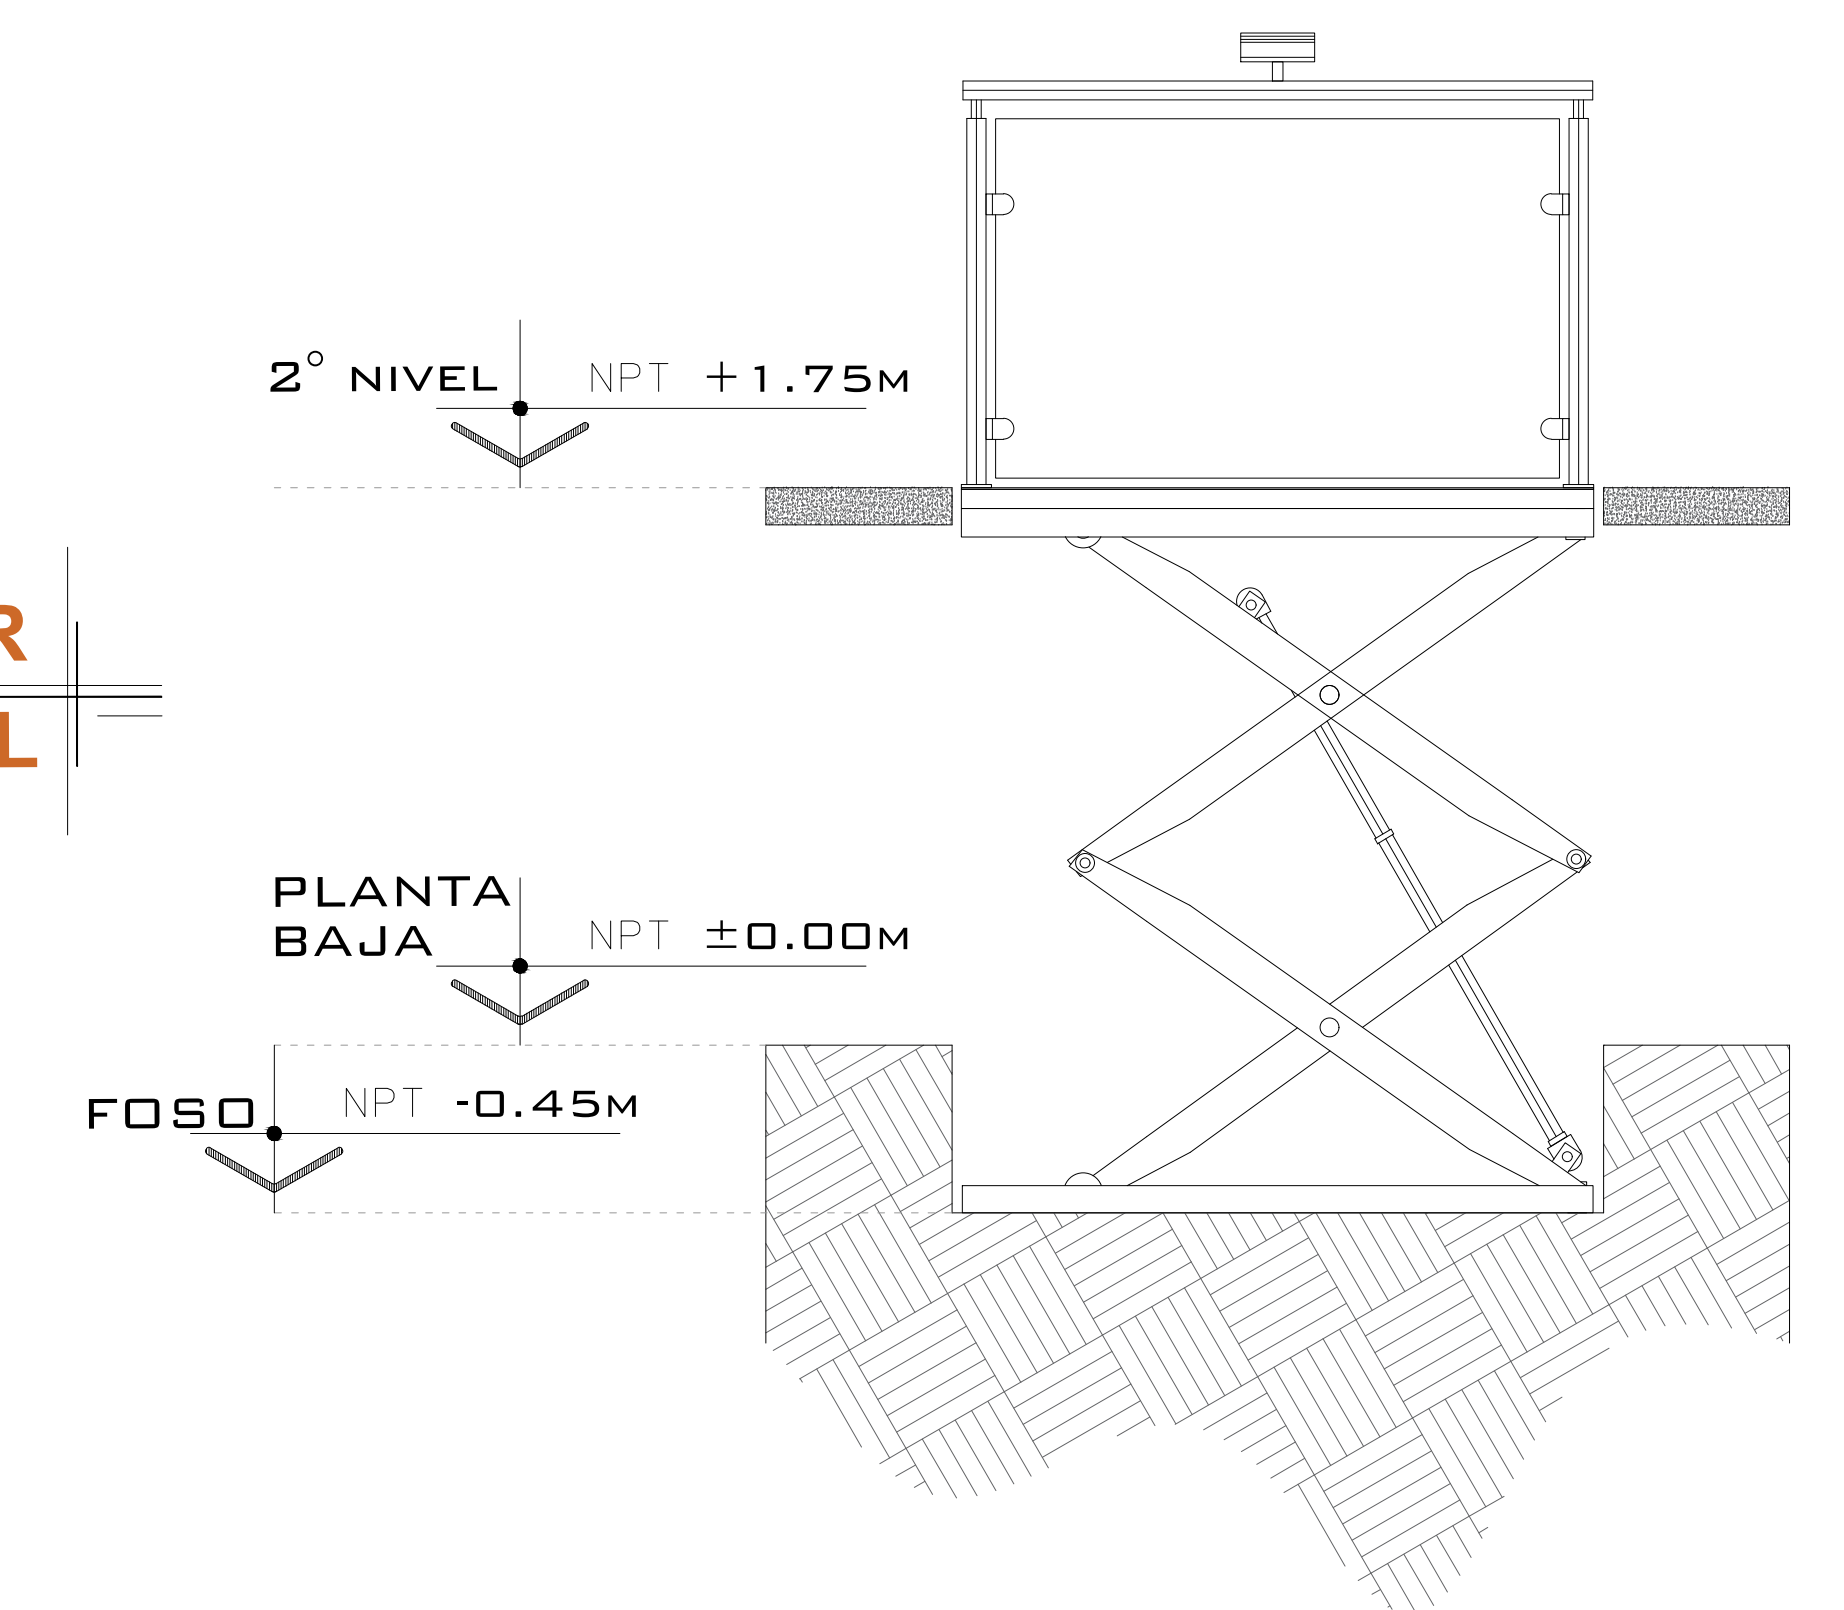 2° NIVEL NPT +1.75M
R
L
PLANTA
BAJA NPT ±0.00M
FOSO NPT -0.45M